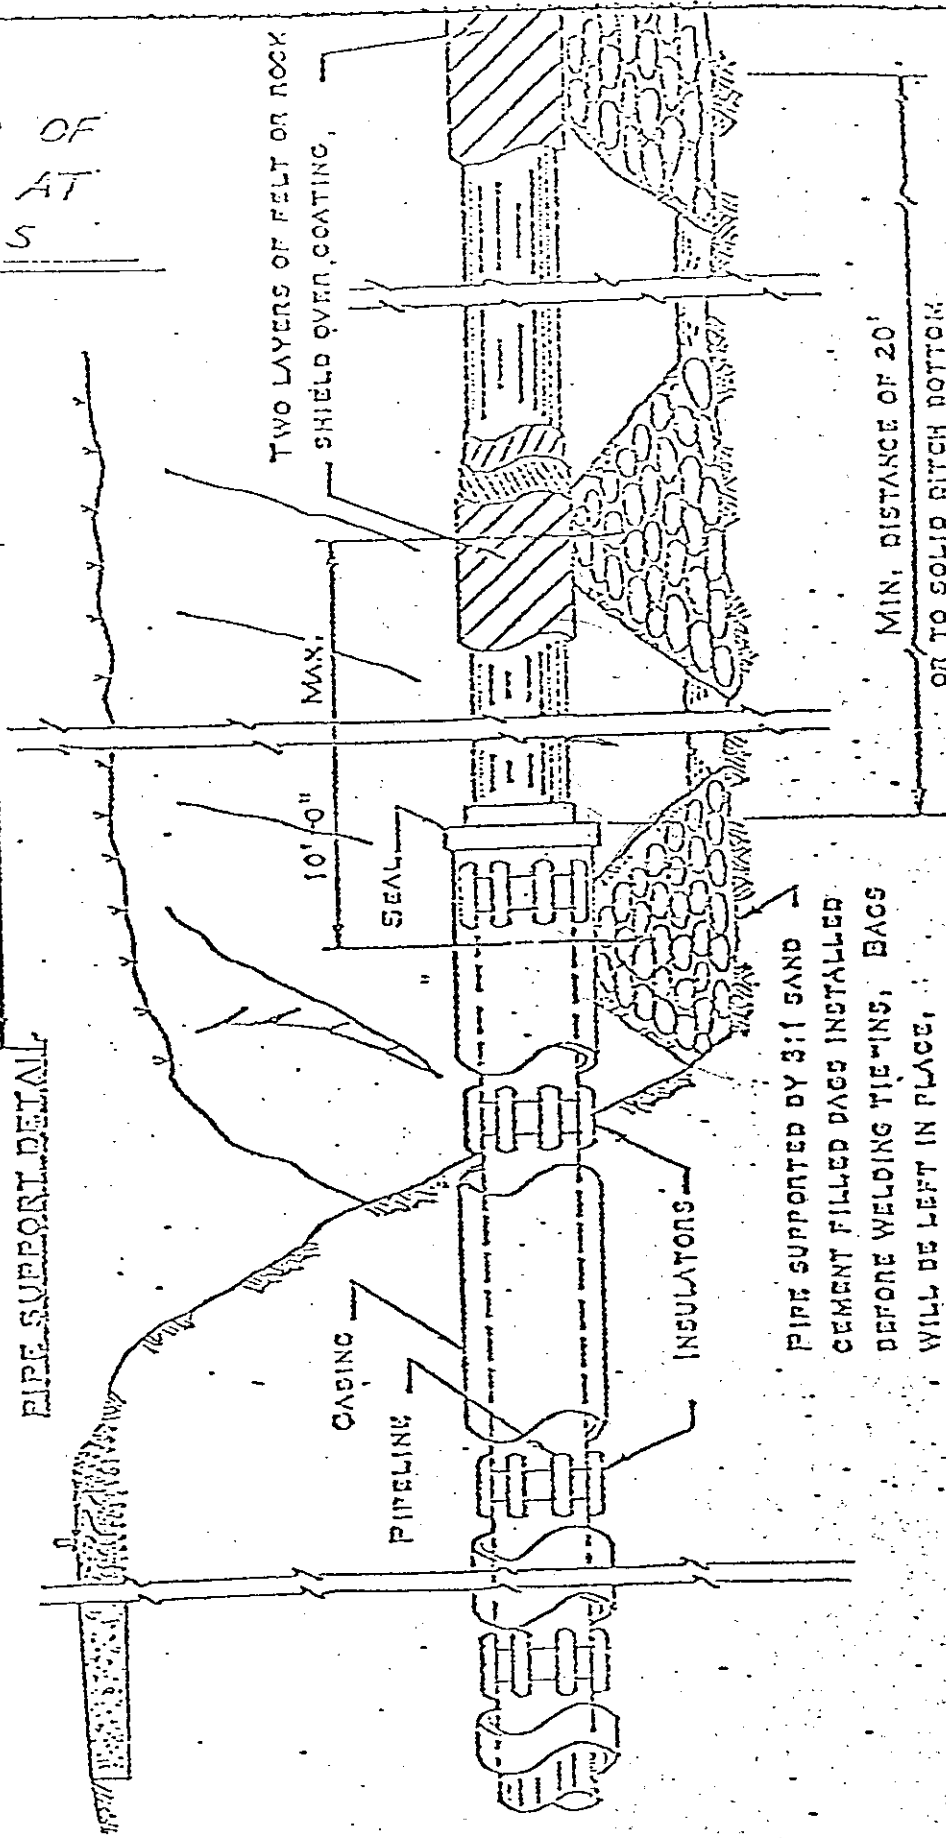 OF
AT
S
PIPE SUPPORT DETAIL
TWO LAYERS OF FELT OR ROCK
SHIELD OVER COATING
10'-0" MAX.
SEAL
CASING
PIPELINE
INSULATORS
MIN. DISTANCE OF 20'
OR TO SOLID DITCH BOTTOM
PIPE SUPPORTED BY 3:1 SAND
CEMENT FILLED BAGS INSTALLED
BEFORE WELDING TIE-INS. BAGS
WILL BE LEFT IN PLACE.